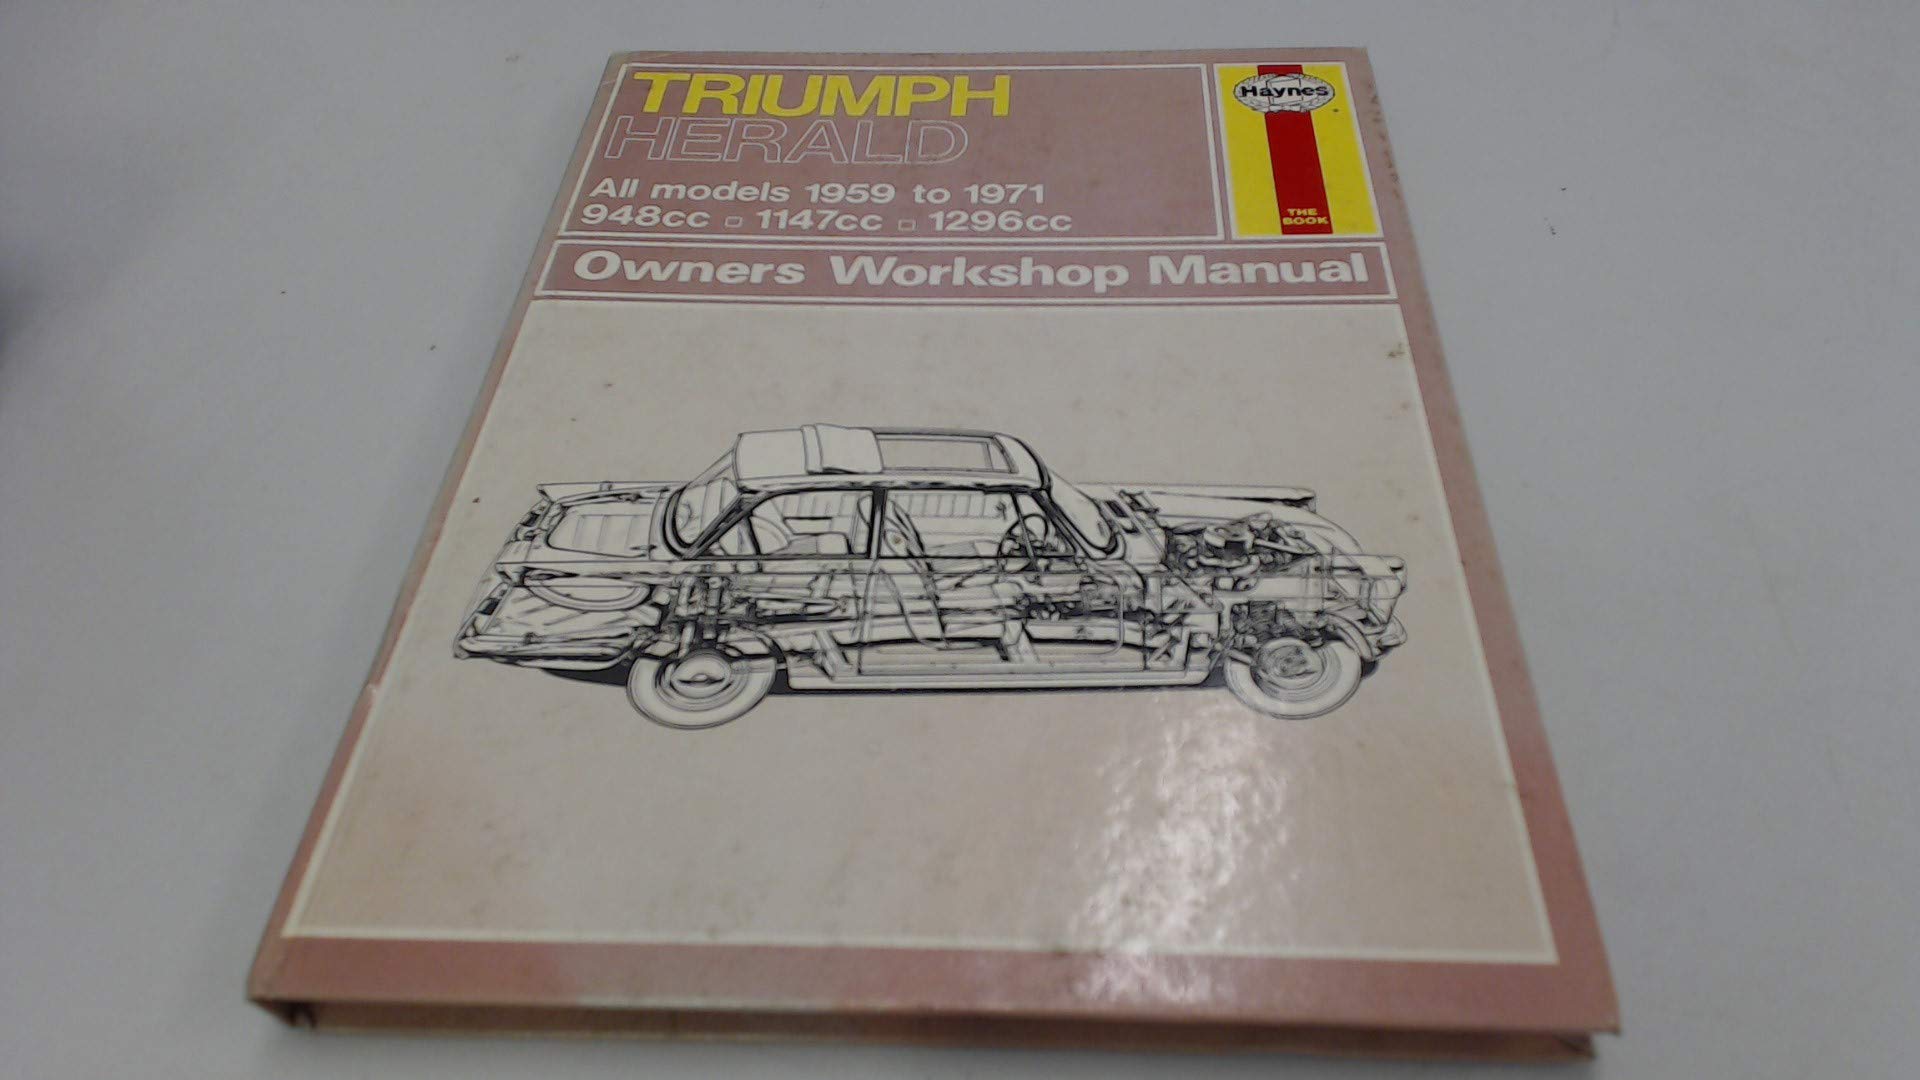 TRIUMPH
HERALD
All models 1959 to 1971
948cc □ 1147cc □ 1296cc
Haynes
THE
BOOK
Owners Workshop Manual